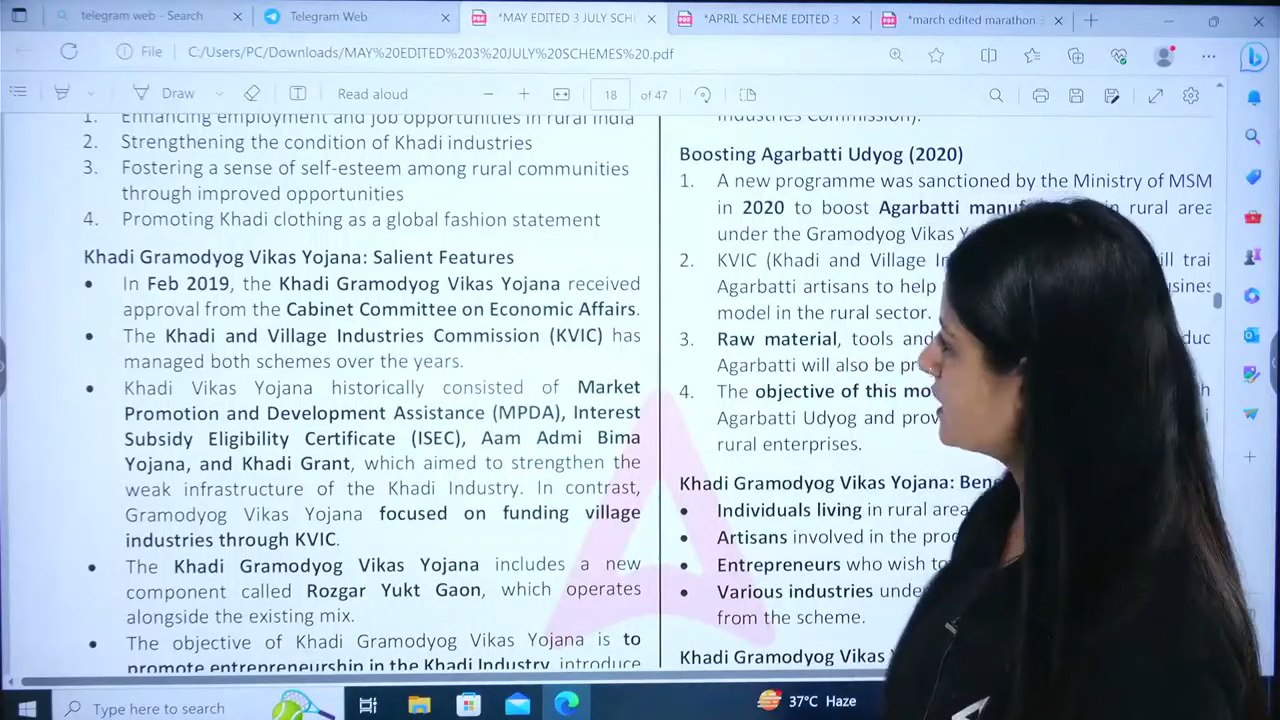 telegram web - Search
Telegram Web
*MAY EDITED 3 JULY SCHE
*APRIL SCHEME EDITED 3
*march edited marathon
File
C:/Users/PC/Downloads/MAY%20EDITED%203%20JULY%20SCHEMES%20.pdf
Draw
Read aloud
18
of 47
1. Enhancing employment and job opportunities in rural India
2. Strengthening the condition of Khadi industries
3. Fostering a sense of self-esteem among rural communities
through improved opportunities
4. Promoting Khadi clothing as a global fashion statement
Khadi Gramodyog Vikas Yojana: Salient Features
• In Feb 2019, the Khadi Gramodyog Vikas Yojana received
approval from the Cabinet Committee on Economic Affairs.
• The Khadi and Village Industries Commission (KVIC) has
managed both schemes over the years.
• Khadi Vikas Yojana historically consisted of Market
Promotion and Development Assistance (MPDA), Interest
Subsidy Eligibility Certificate (ISEC), Aam Admi Bima
Yojana, and Khadi Grant, which aimed to strengthen the
weak infrastructure of the Khadi Industry. In contrast,
Gramodyog Vikas Yojana focused on funding village
industries through KVIC.
• The Khadi Gramodyog Vikas Yojana includes a new
component called Rozgar Yukt Gaon, which operates
alongside the existing mix.
• The objective of Khadi Gramodyog Vikas Yojana is to
promote entrepreneurship in the Khadi Industry, introduce
Industries Commission).
Boosting Agarbatti Udyog (2020)
1. A new programme was sanctioned by the Ministry of MSM
in 2020 to boost Agarbatti manuf in rural area
under the Gramodyog Vikas Y
2. KVIC (Khadi and Village In ill trai
Agarbatti artisans to help usines
model in the rural sector.
3. Raw material, tools and duc
Agarbatti will also be pr
4. The objective of this mo h
Agarbatti Udyog and prov
rural enterprises.
Khadi Gramodyog Vikas Yojana: Ben
• Individuals living in rural area
• Artisans involved in the pro
• Entrepreneurs who wish to
• Various industries unde
from the scheme.
Khadi Gramodyog Vikas Y
Type here to search
37°C Haze